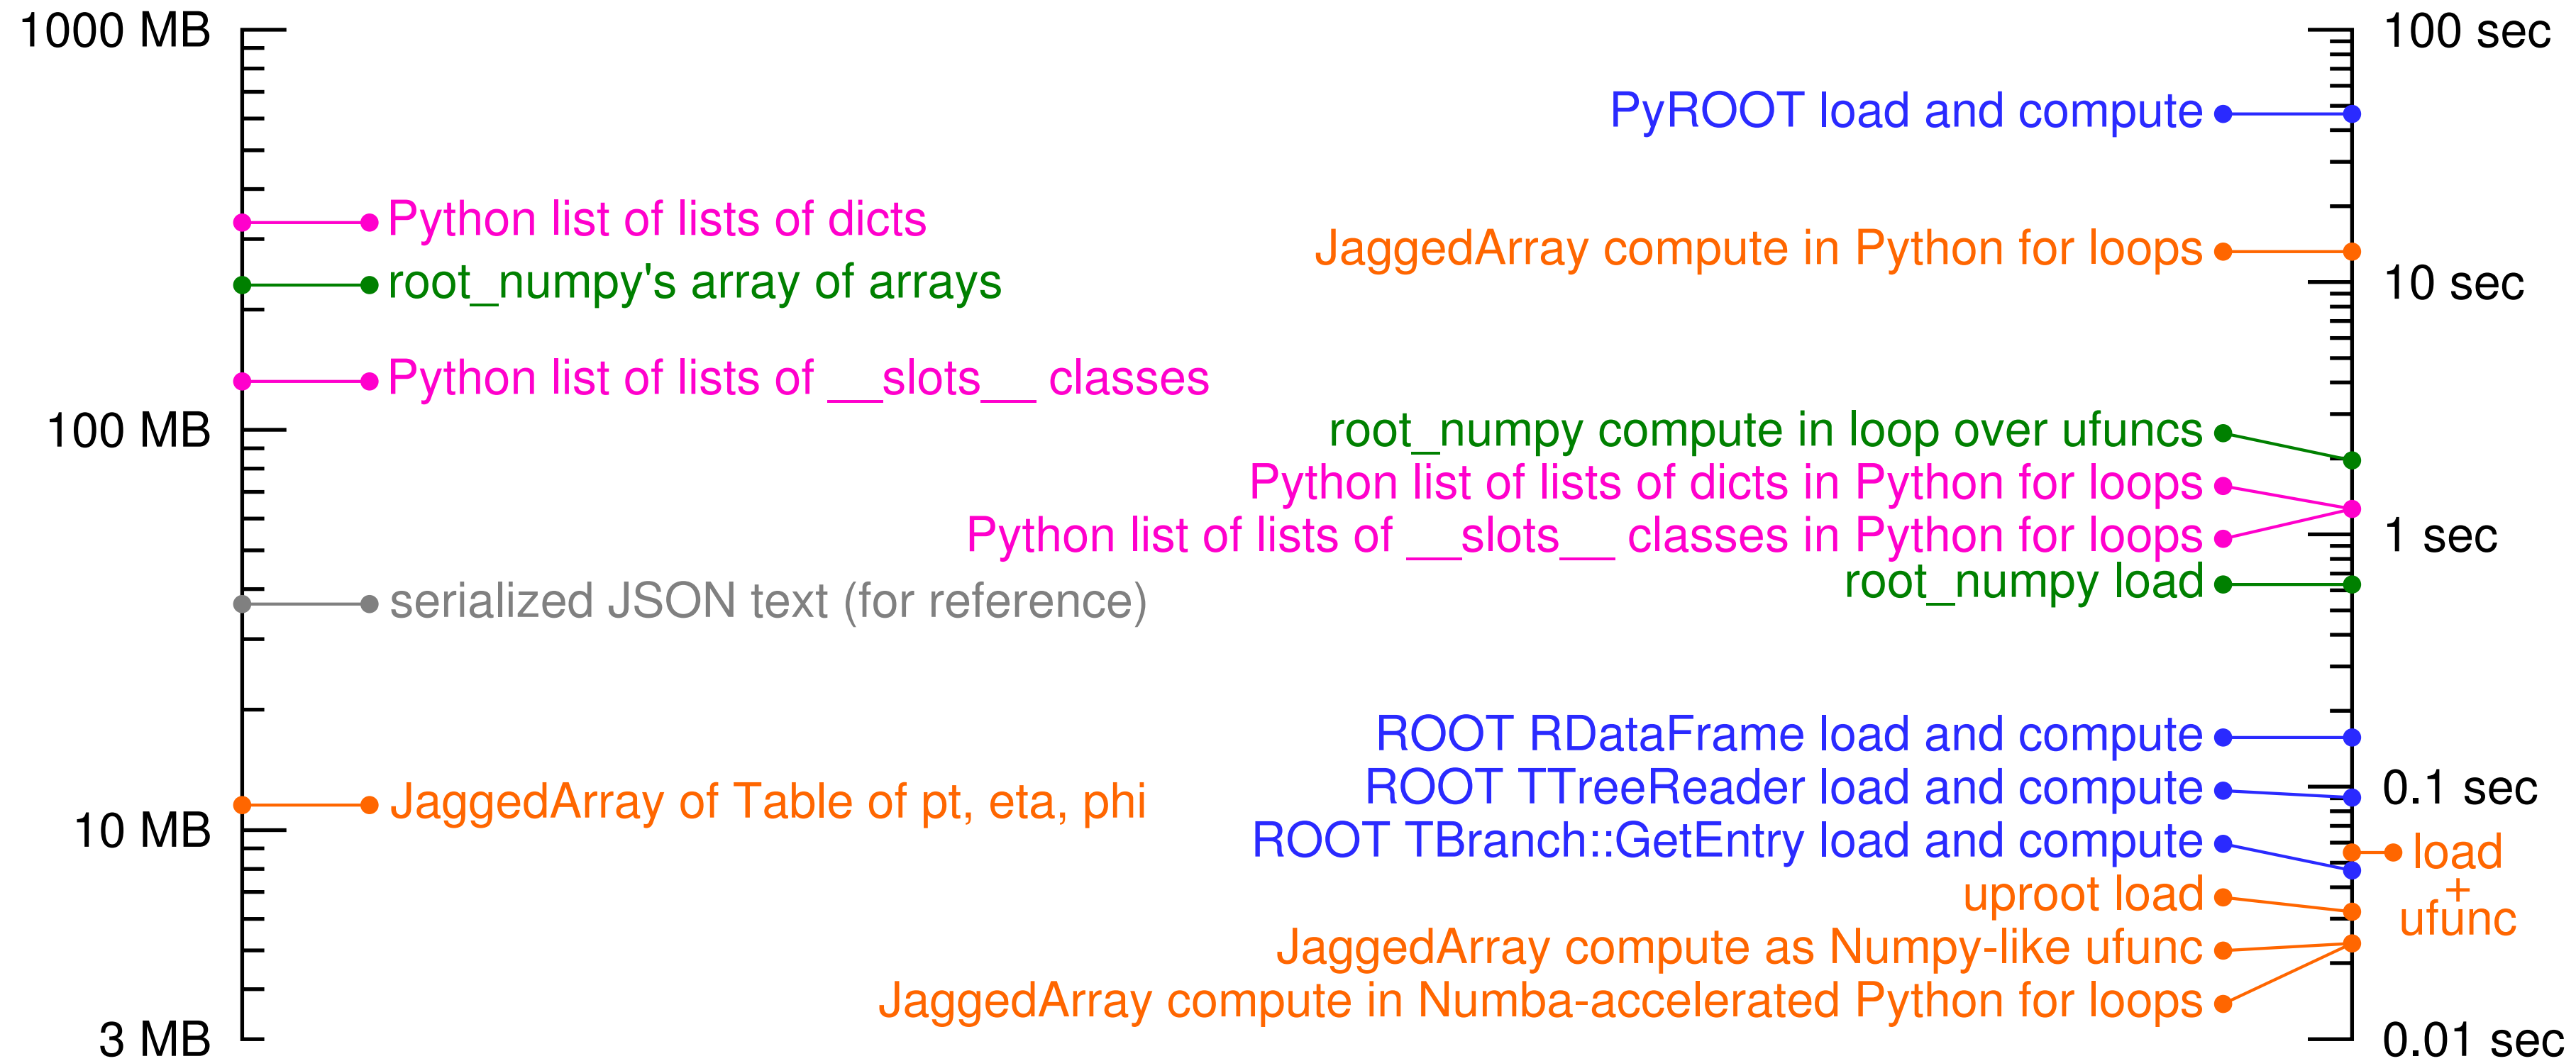 1000 MB
100 sec
PyROOT load and compute
Python list of lists of dicts
JaggedArray compute in Python for loops
root_numpy's array of arrays
10 sec
Python list of lists of __slots__ classes
100 MB
root_numpy compute in loop over ufuncs
Python list of lists of dicts in Python for loops
Python list of lists of __slots__ classes in Python for loops
1 sec
root_numpy load
serialized JSON text (for reference)
ROOT RDataFrame load and compute
ROOT TTreeReader load and compute
0.1 sec
JaggedArray of Table of pt, eta, phi
10 MB
ROOT TBranch::GetEntry load and compute
load
+
ufunc
uproot load
JaggedArray compute as Numpy-like ufunc
JaggedArray compute in Numba-accelerated Python for loops
3 MB
0.01 sec